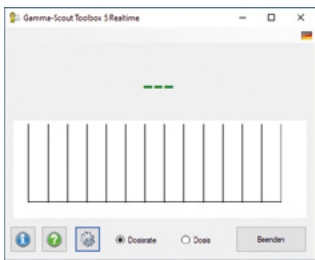 Gamma-Scout Toolbox 5 Realtime
---
Dosisrate
Dosis
Beenden